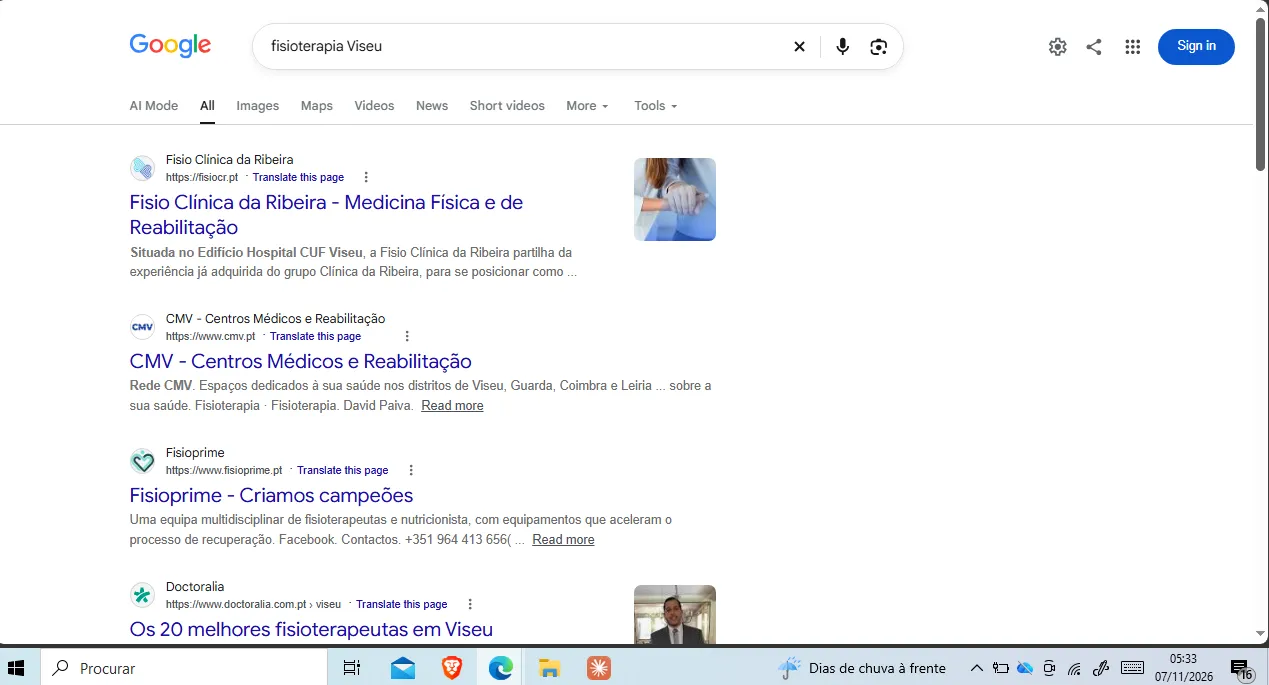 Google
fisioterapia Viseu
Sign in
AI Mode All Images Maps Videos News Short videos More Tools
Fisio Clínica da Ribeira
https://fisiocr.pt · Translate this page
Fisio Clínica da Ribeira - Medicina Física e de
Reabilitação
Situada no Edifício Hospital CUF Viseu, a Fisio Clínica da Ribeira partilha da
experiência já adquirida do grupo Clínica da Ribeira, para se posicionar como ...
CMV
CMV - Centros Médicos e Reabilitação
https://www.cmv.pt · Translate this page
CMV - Centros Médicos e Reabilitação
Rede CMV. Espaços dedicados à sua saúde nos distritos de Viseu, Guarda, Coimbra e Leiria ... sobre a
sua saúde. Fisioterapia · Fisioterapia. David Paiva. Read more
Fisioprime
https://www.fisioprime.pt · Translate this page
Fisioprime - Criamos campeões
Uma equipa multidisciplinar de fisioterapeutas e nutricionista, com equipamentos que aceleram o
processo de recuperação. Facebook. Contactos. +351 964 413 656( ... Read more
Doctoralia
https://www.doctoralia.com.pt › viseu · Translate this page
Os 20 melhores fisioterapeutas em Viseu
Procurar
Dias de chuva à frente
05:33
07/11/2026
16